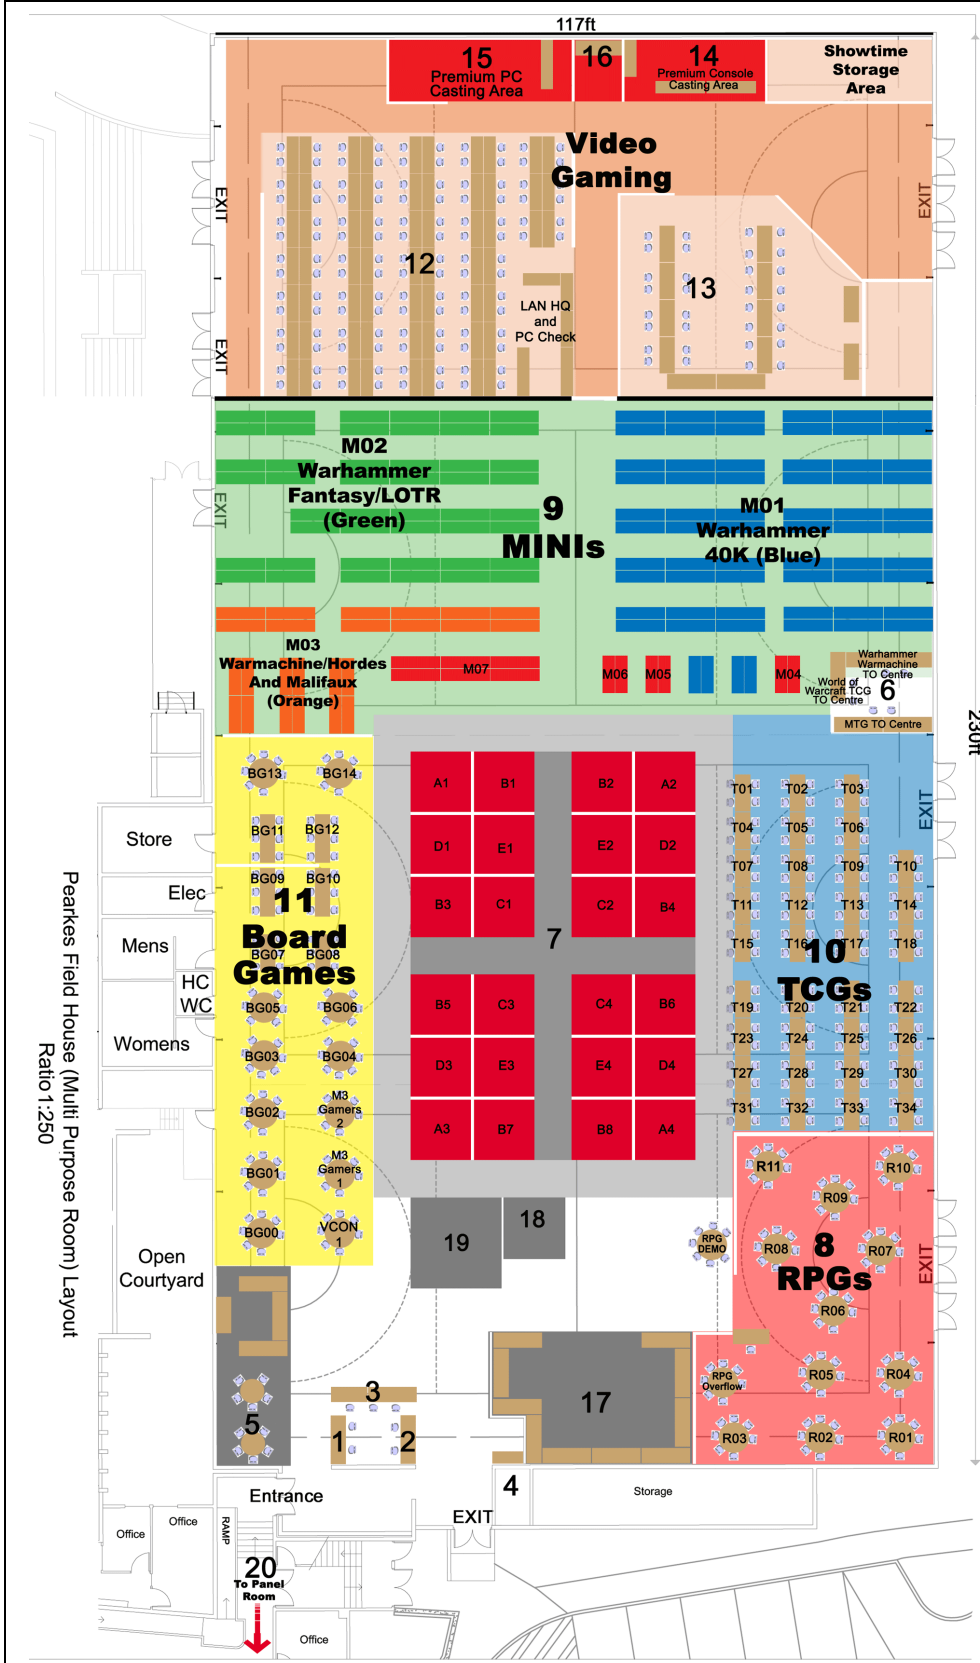 117ft
15
Premium PC
Casting Area
16
14
Premium Console
Casting Area
Showtime
Storage
Area
Video
Gaming
EXIT
EXIT
12
13
LAN HQ
and
PC Check
EXIT
M02
Warhammer
Fantasy/LOTR
(Green)
EXIT
9
MINIs
M01
Warhammer
40K (Blue)
M03
Warmachine/Hordes
And Malifaux
(Orange)
M07
M06
M05
M04
Warhammer
Warmachine
TO Centre
World of
Warcraft TCG
TO Centre
6
MTG TO Centre
230ft
BG13
BG14
BG11
BG12
BG09
BG10
11
Board
Games
BG07
BG08
BG05
BG06
BG03
BG04
BG02
M3
Gamers
2
BG01
M3
Gamers
1
BG00
VCON
1
A1
B1
B2
A2
D1
E1
E2
D2
B3
C1
C2
B4
7
B5
C3
C4
B6
D3
E3
E4
D4
A3
B7
B8
A4
T01
T02
T03
EXIT
T04
T05
T06
T07
T08
T09
T10
T11
T12
T13
T14
T15
T16
T17
T18
10
TCGs
T19
T20
T21
T22
T23
T24
T25
T26
T27
T28
T29
T30
T31
T32
T33
T34
Store
Elec
Mens
HC
WC
Womens
Pearkes Field House (Multi Purpose Room) Layout
Ratio1:250
Open
Courtyard
19
18
RPG
DEMO
R11
R10
R09
R08
8
RPGs
R07
EXIT
R06
RPG
Overflow
R05
R04
R03
R02
R01
5
3
1
2
17
4
Storage
Entrance
EXIT
Office
Office
RAMP
20
To Panel
Room
Office